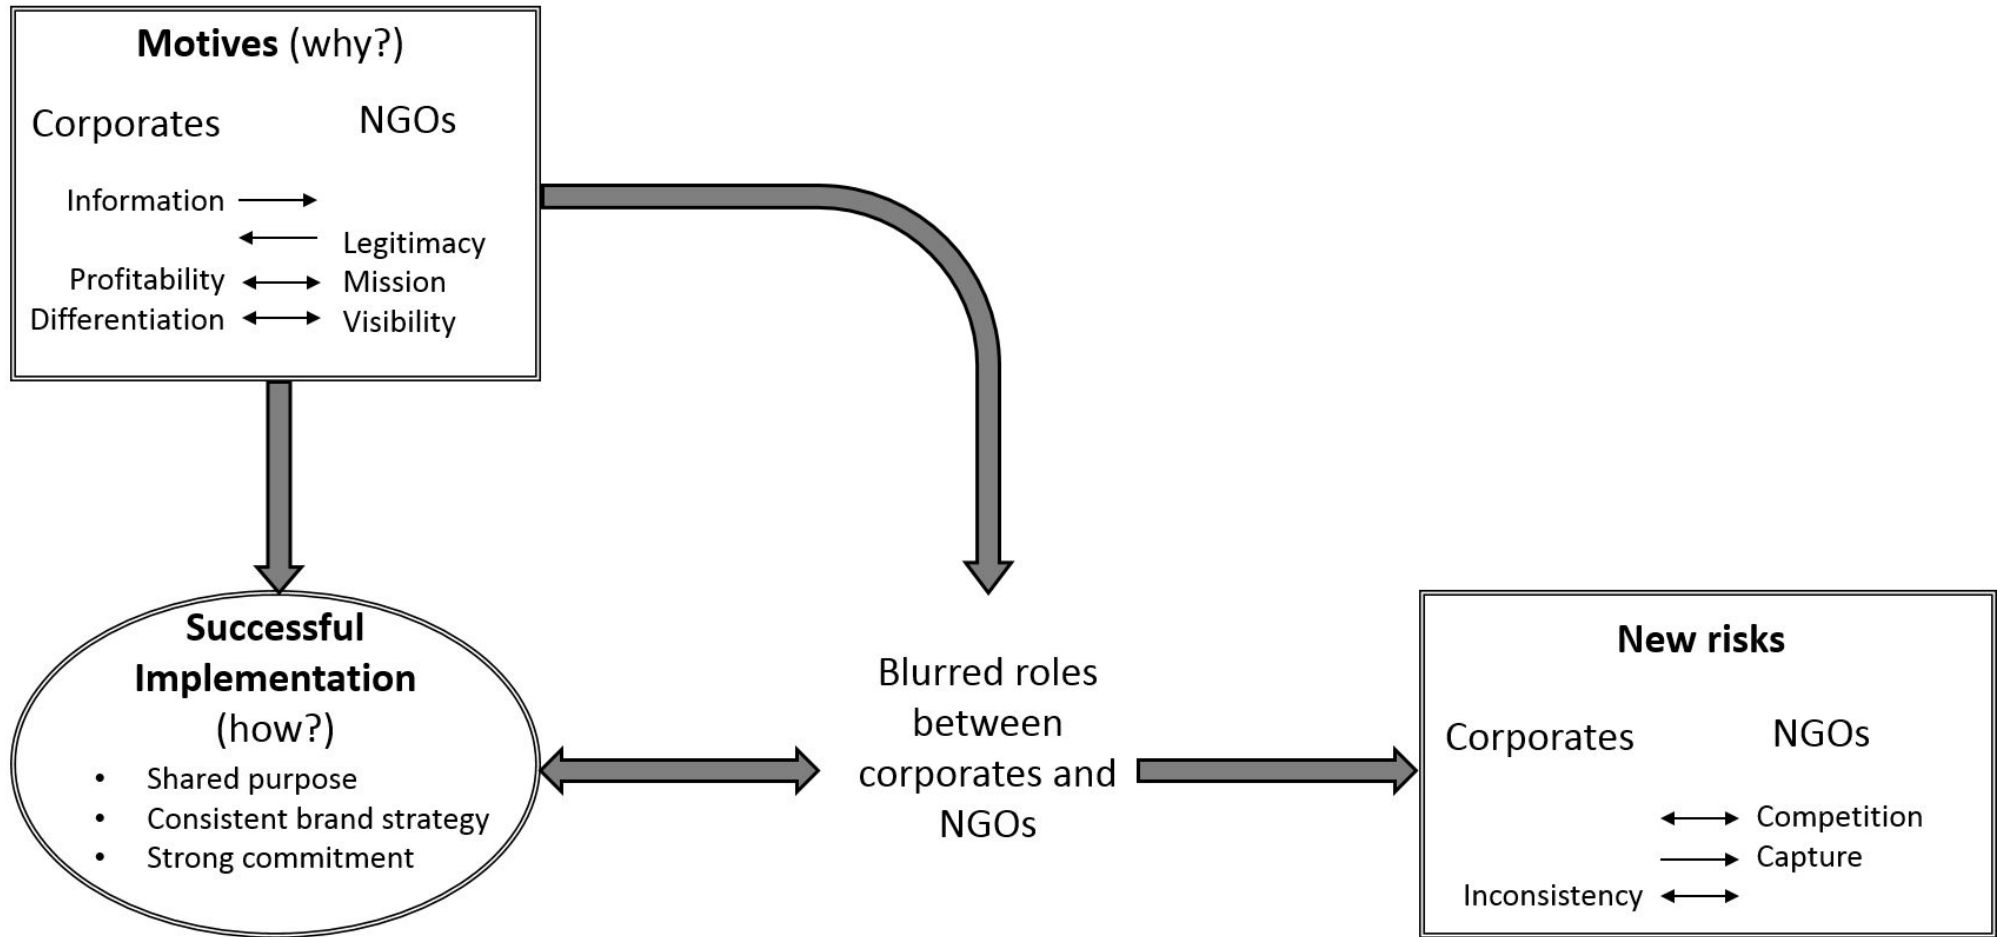 Motives (why?)
Corporates
NGOs
Information
Legitimacy
Profitability
Mission
Differentiation
Visibility
Successful
Implementation
(how?)
• Shared purpose
• Consistent brand strategy
• Strong commitment
Blurred roles
between
corporates and
NGOs
New risks
Corporates
NGOs
Competition
Capture
Inconsistency